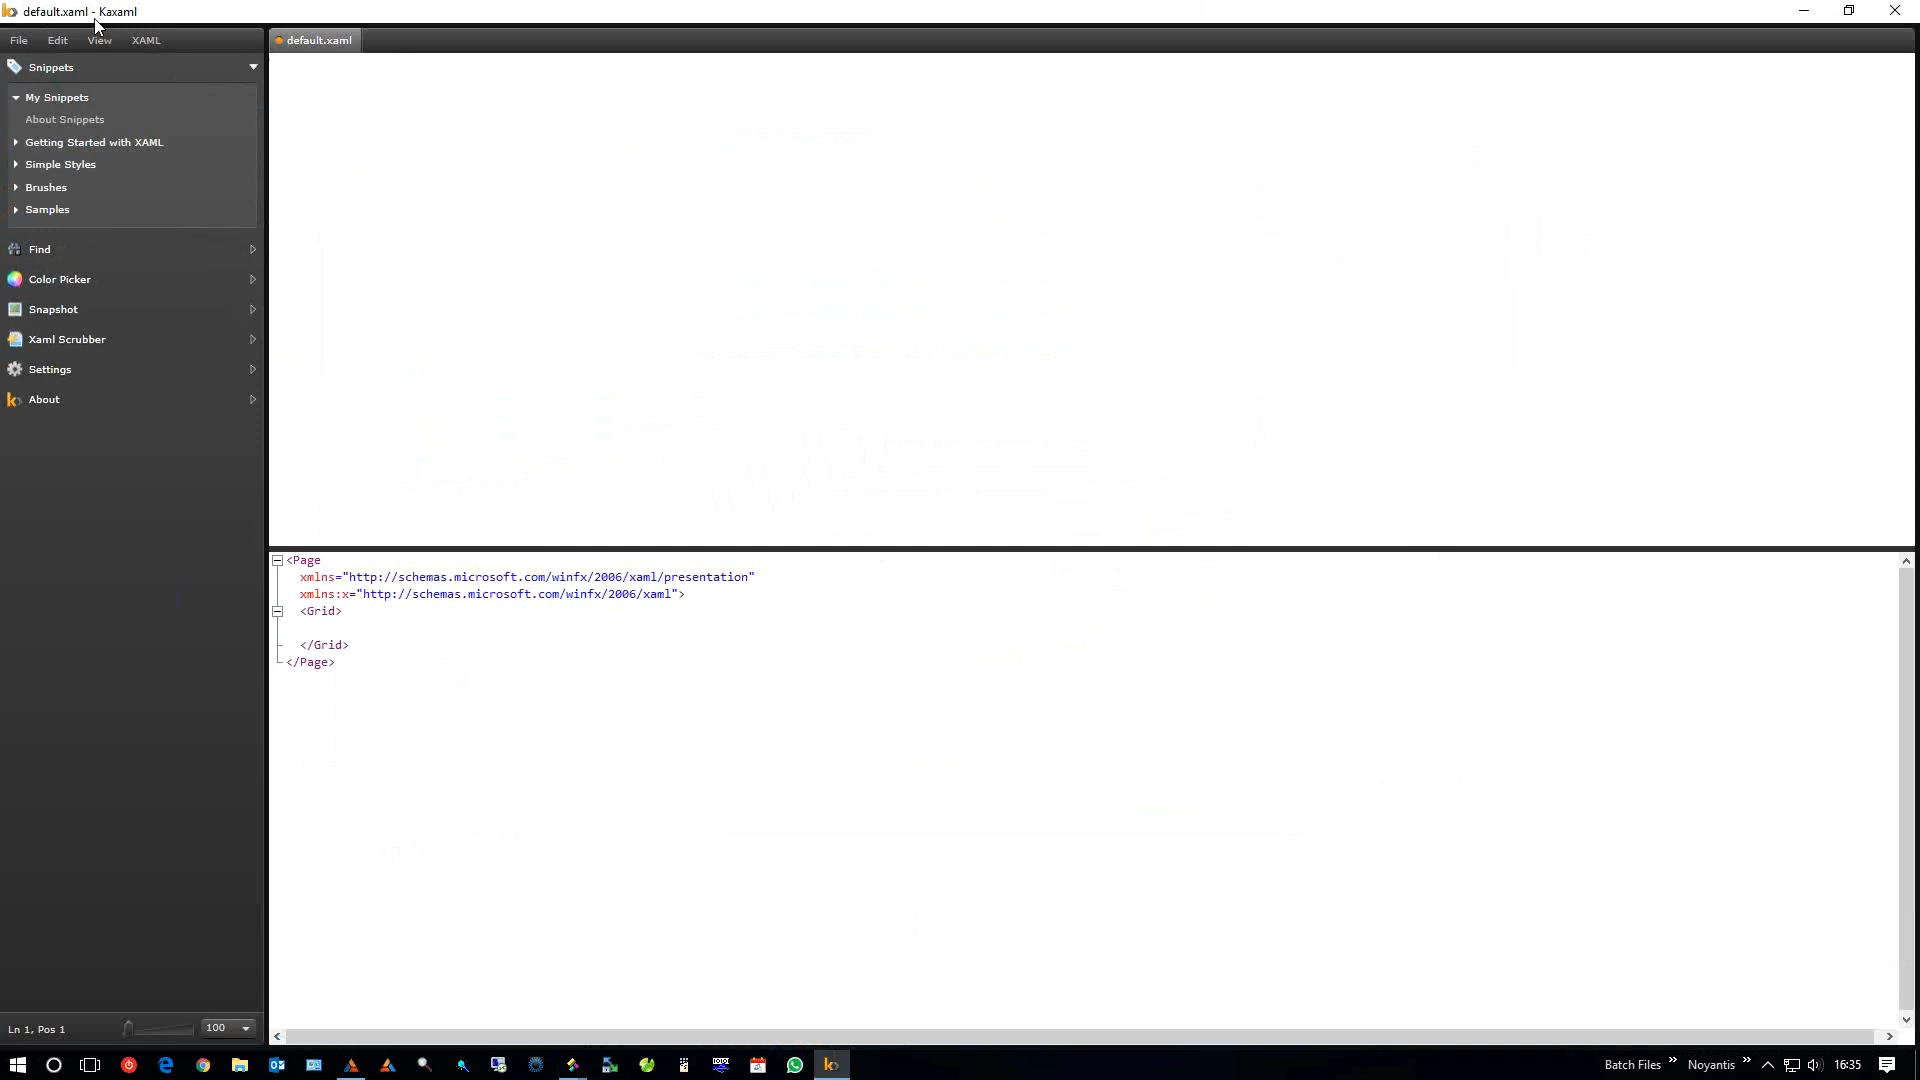 default.xaml - Kaxaml
File Edit View XAML
default.xaml
Snippets
My Snippets
About Snippets
Getting Started with XAML
Simple Styles
Brushes
Samples
Find
Color Picker
Snapshot
Xaml Scrubber
Settings
About
<Page
xmlns="http://schemas.microsoft.com/winfx/2006/xaml/presentation"
xmlns:x="http://schemas.microsoft.com/winfx/2006/xaml">
<Grid>
</Grid>
</Page>
Ln 1, Pos 1
100
Batch Files » Noyantis » 16:35